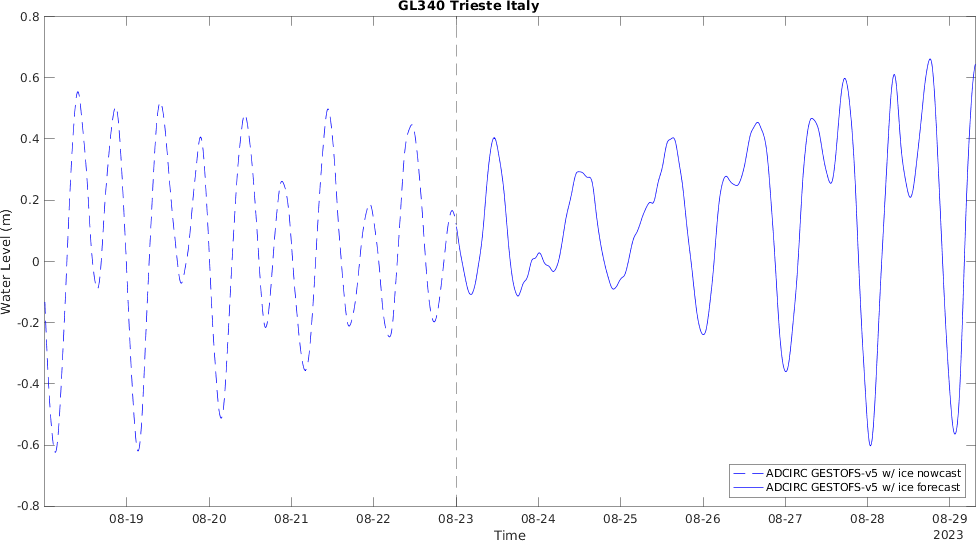 GL340 Trieste Italy
Water Level (m)
0.8
0.6
0.4
0.2
0
-0.2
-0.4
-0.6
-0.8
ADCIRC GESTOFS-v5 w/ ice nowcast
ADCIRC GESTOFS-v5 w/ ice forecast
08-19 08-20 08-21 08-22 08-23 08-24 08-25 08-26 08-27 08-28 08-29
Time
2023